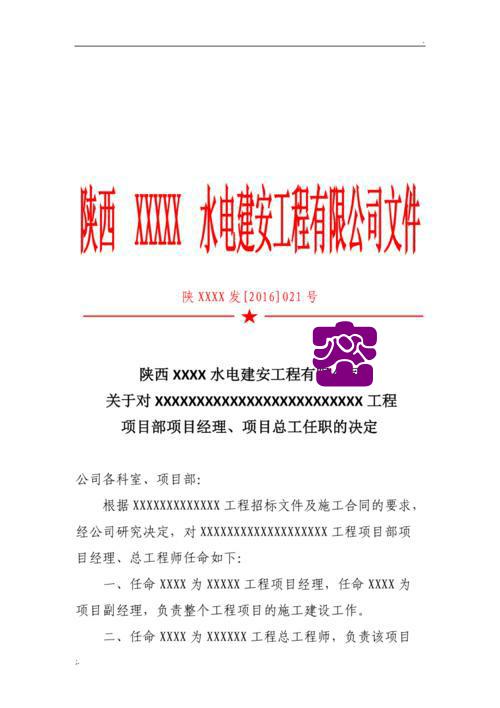 陕西 XXXXX 水电建安工程有限公司文件
陕 XXXX 发[2016]021 号
陕西 XXXX 水电建安工程有
关于对 XXXXXXXXXXXXXXXXXXXXXXXXX 工程
项目部项目经理、项目总工任职的决定
公司各科室、项目部：
根据 XXXXXXXXXXXXX 工程招标文件及施工合同的要求，
经公司研究决定，对 XXXXXXXXXXXXXXXXXXX 工程项目部项
目经理、总工程师任命如下：
一、任命 XXXX 为 XXXXX 工程项目经理，任命 XXXX 为
项目副经理，负责整个工程项目的施工建设工作。
二、任命 XXXX 为 XXXXXX 工程总工程师，负责该项目